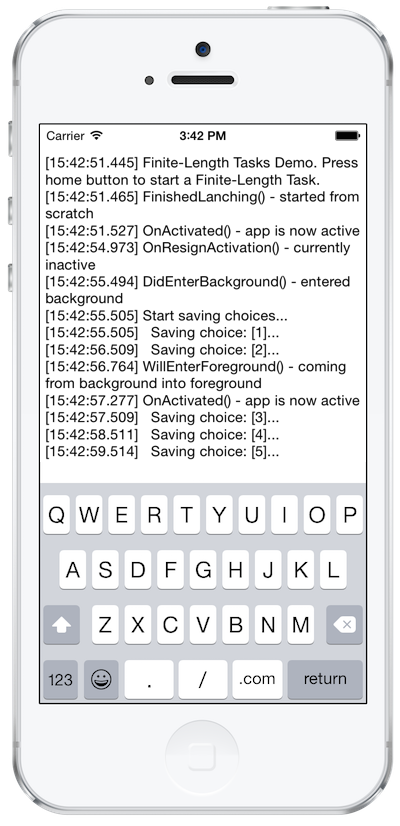 Carrier 3:42 PM
[15:42:51.445] Finite-Length Tasks Demo. Press
home button to start a Finite-Length Task.
[15:42:51.465] FinishedLanching() - started from
scratch
[15:42:51.527] OnActivated() - app is now active
[15:42:54.973] OnResignActivation() - currently
inactive
[15:42:55.494] DidEnterBackground() - entered
background
[15:42:55.505] Start saving choices...
[15:42:55.505]   Saving choice: [1]...
[15:42:56.509]   Saving choice: [2]...
[15:42:56.764] WillEnterForeground() - coming
from background into foreground
[15:42:57.277] OnActivated() - app is now active
[15:42:57.509]   Saving choice: [3]...
[15:42:58.511]   Saving choice: [4]...
[15:42:59.514]   Saving choice: [5]...
Q W E R T Y U I O P
A S D F G H J K L
Z X C V B N M
123 . / .com return